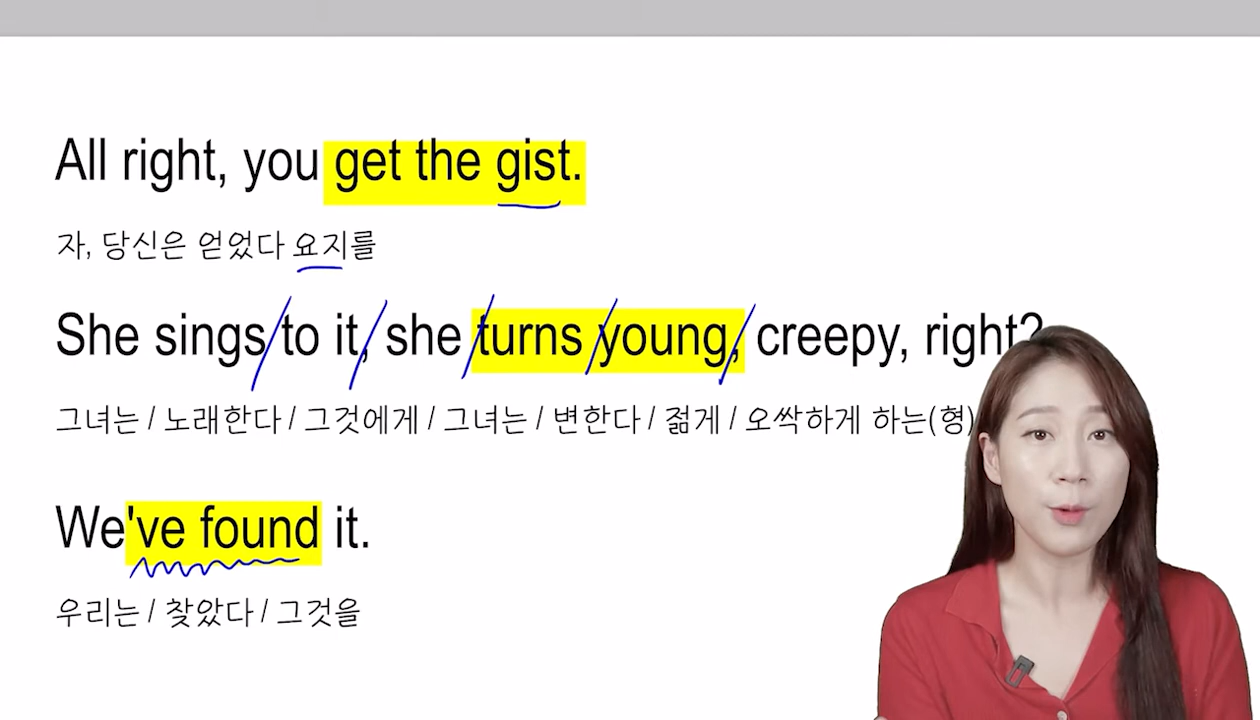 All right, you get the gist.
자, 당신은 얻었다 요지를
She sings to it, she turns young, creepy, right?
그녀는 / 노래한다 / 그것에게 / 그녀는 / 변한다 / 젊게 / 오싹하게 하는(형)
We've found it.
우리는 / 찾았다 / 그것을